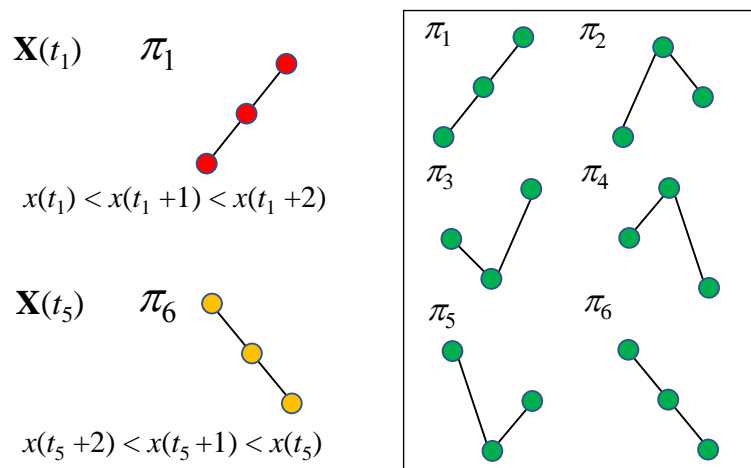 X(t₁) π₁
x(t₁) < x(t₁ +1) < x(t₁ +2)
X(t₅) π₆
x(t₅ +2) < x(t₅ +1) < x(t₅)
π₁ π₂
π₃ π₄
π₅ π₆